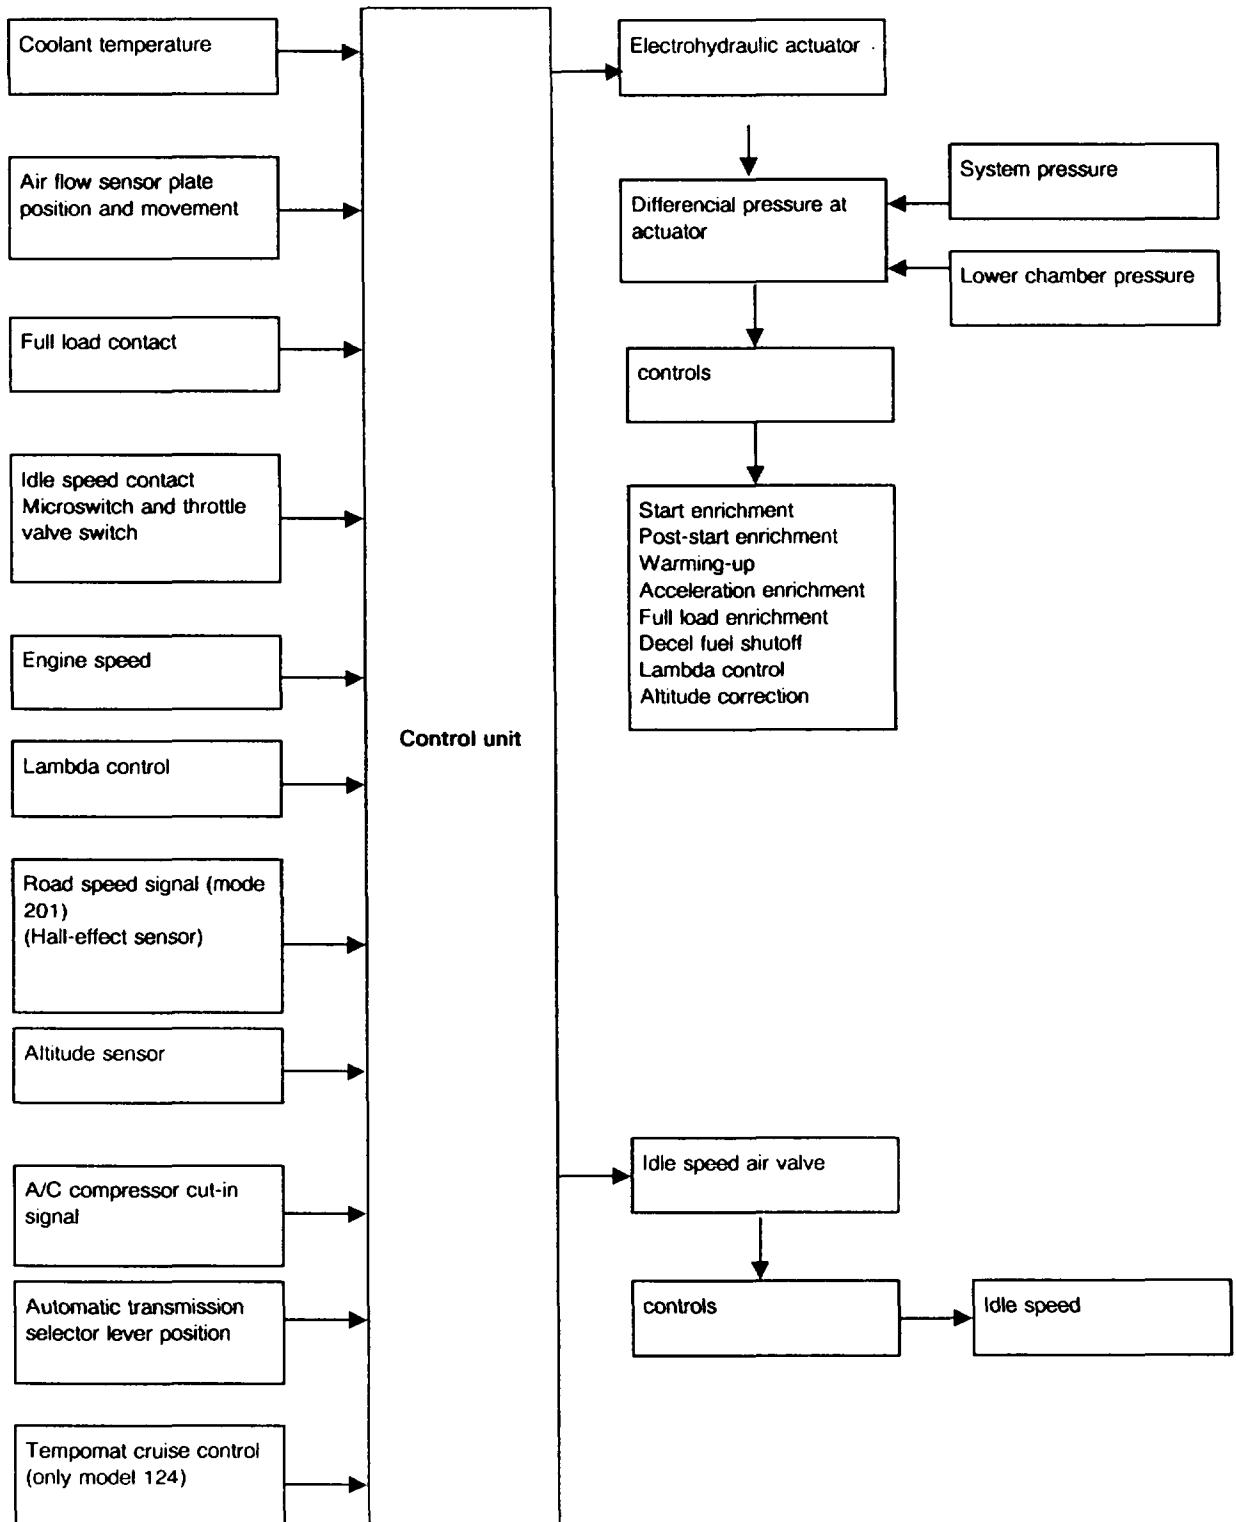 Coolant temperature
Air flow sensor plate
position and movement
Full load contact
Idle speed contact
Microswitch and throttle
valve switch
Engine speed
Lambda control
Road speed signal (mode
201)
(Hall-effect sensor)
Altitude sensor
A/C compressor cut-in
signal
Automatic transmission
selector lever position
Tempomat cruise control
(only model 124)
Control unit
Electrohydraulic actuator
Differencial pressure at
actuator
System pressure
Lower chamber pressure
controls
Start enrichment
Post-start enrichment
Warming-up
Acceleration enrichment
Full load enrichment
Decel fuel shutoff
Lambda control
Altitude correction
Idle speed air valve
controls
Idle speed